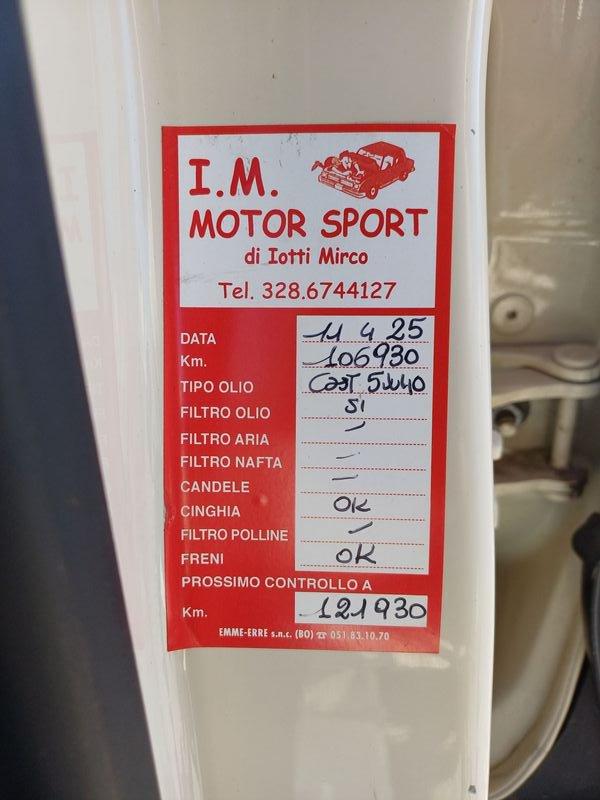 I.M.
MOTOR SPORT
di Iotti Mirco
Tel. 328.6744127
DATA 11 4 25
Km. 106930
TIPO OLIO CAST 5W40
FILTRO OLIO SI
FILTRO ARIA –
FILTRO NAFTA –
CANDELE –
CINGHIA OK
FILTRO POLLINE –
FRENI OK
PROSSIMO CONTROLLO A
Km. 121930
EMME-ERRE s.n.c. (BO) ☎ 051.83.10.70